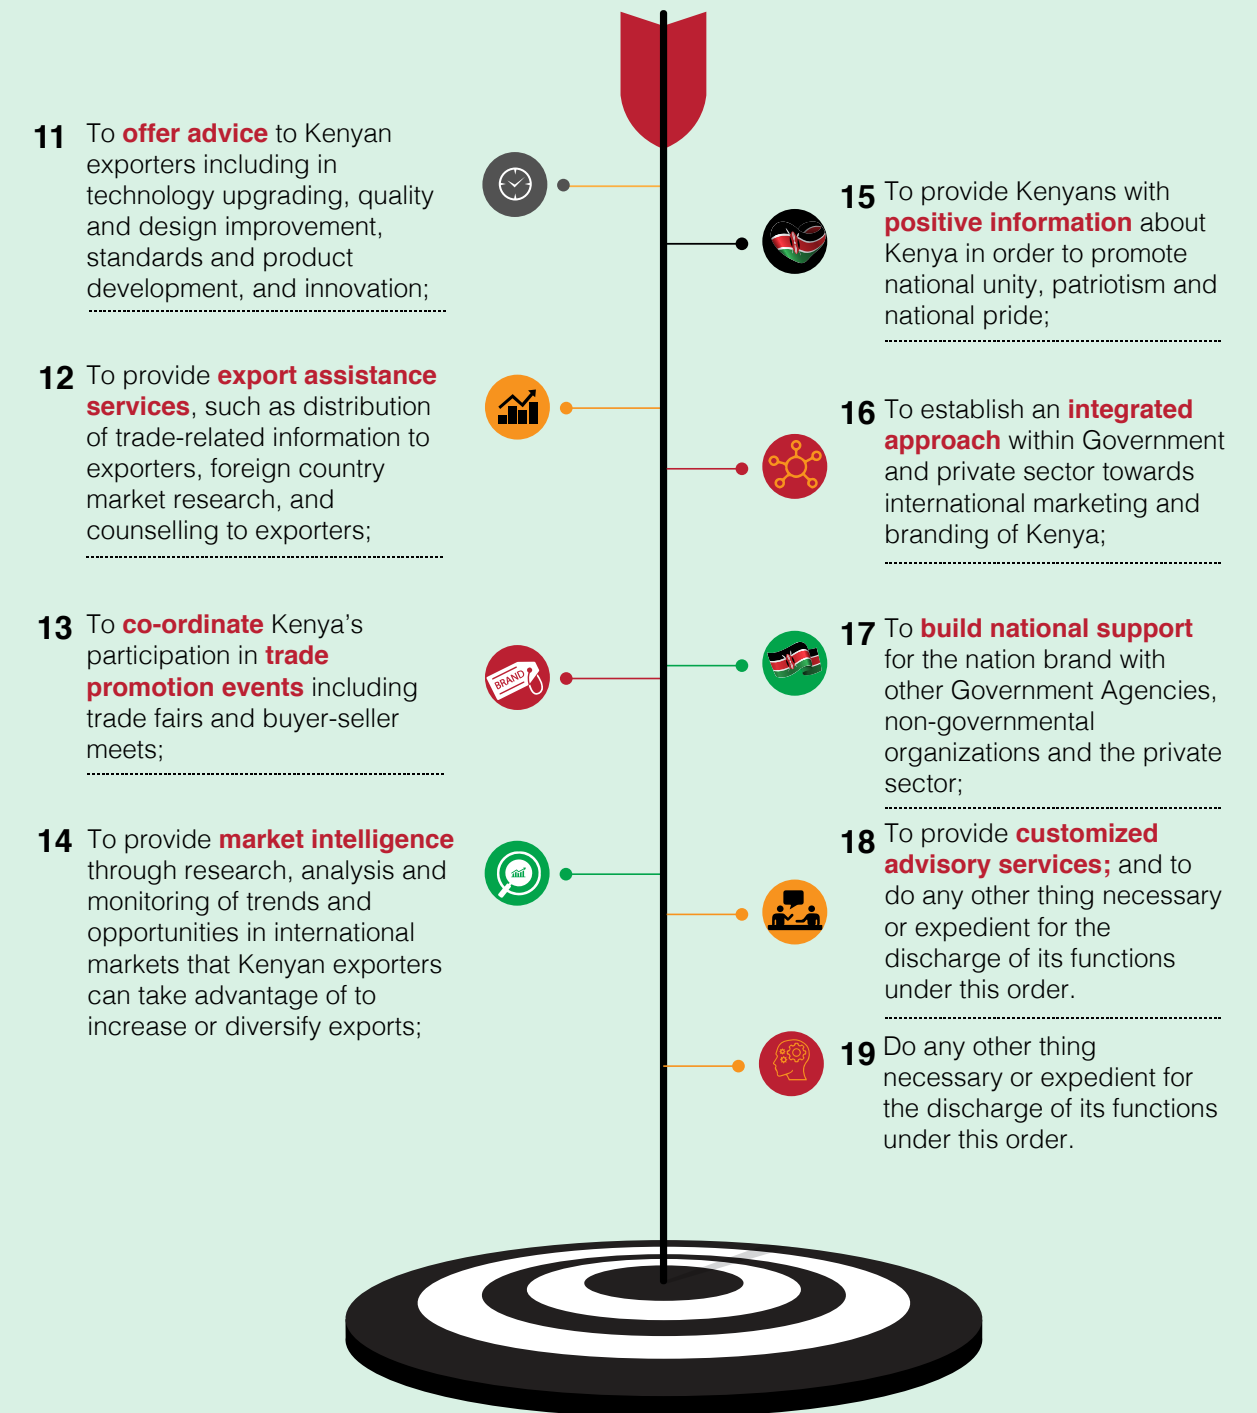 11 To offer advice to Kenyan
exporters including in
technology upgrading, quality
and design improvement,
standards and product
development, and innovation;
12 To provide export assistance
services, such as distribution
of trade-related information to
exporters, foreign country
market research, and
counselling to exporters;
13 To co-ordinate Kenya’s
participation in trade
promotion events including
trade fairs and buyer-seller
meets;
BRAND
14 To provide market intelligence
through research, analysis and
monitoring of trends and
opportunities in international
markets that Kenyan exporters
can take advantage of to
increase or diversify exports;
15 To provide Kenyans with
positive information about
Kenya in order to promote
national unity, patriotism and
national pride;
16 To establish an integrated
approach within Government
and private sector towards
international marketing and
branding of Kenya;
17 To build national support
for the nation brand with
other Government Agencies,
non-governmental
organizations and the private
sector;
18 To provide customized
advisory services; and to
do any other thing necessary
or expedient for the
discharge of its functions
under this order.
19 Do any other thing
necessary or expedient for
the discharge of its functions
under this order.